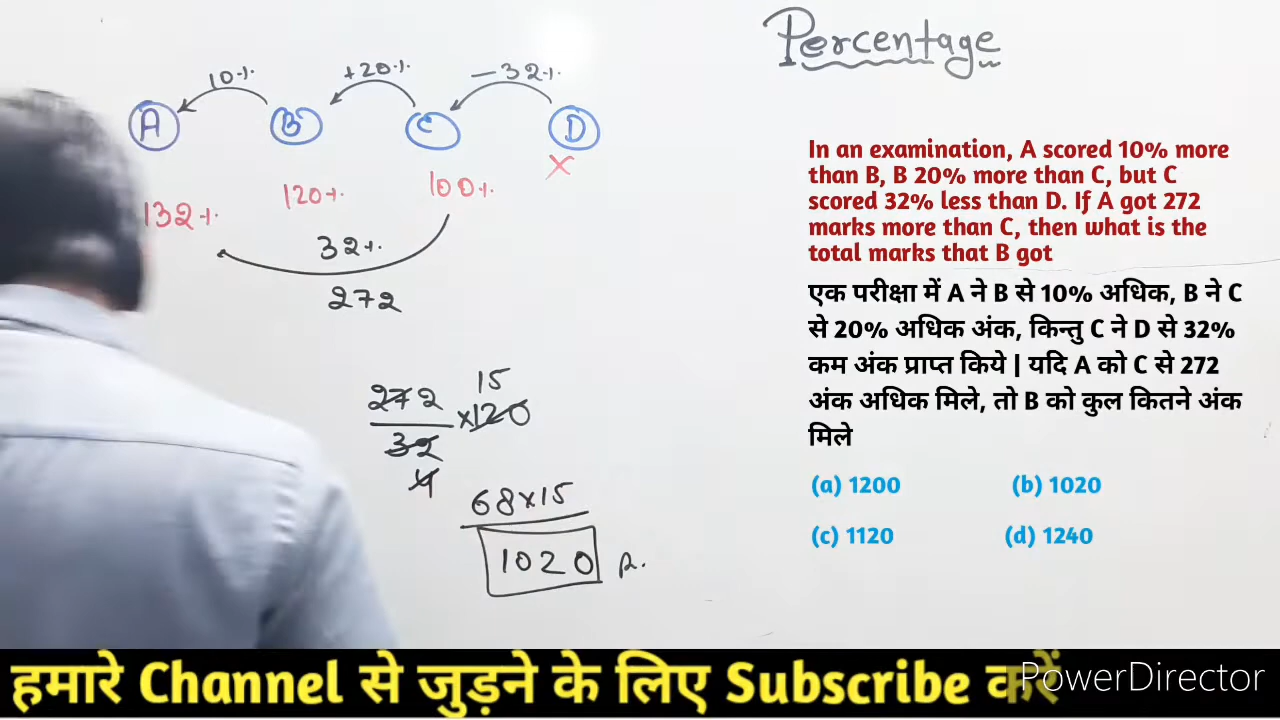 Percentage
10%
+20%
-32%
A
B
C
D
X
132%
120%
100%
32%
272
15
272 ×120
32
4
68×15
1020
In an examination, A scored 10% more
than B, B 20% more than C, but C
scored 32% less than D. If A got 272
marks more than C, then what is the
total marks that B got
एक परीक्षा में A ने B से 10% अधिक, B ने C
से 20% अधिक अंक, किन्तु C ने D से 32%
कम अंक प्राप्त किये | यदि A को C से 272
अंक अधिक मिले, तो B को कुल कितने अंक
मिले
(a) 1200 (b) 1020
(c) 1120 (d) 1240
हमारे Channel से जुड़ने के लिए Subscribe करें
PowerDirector